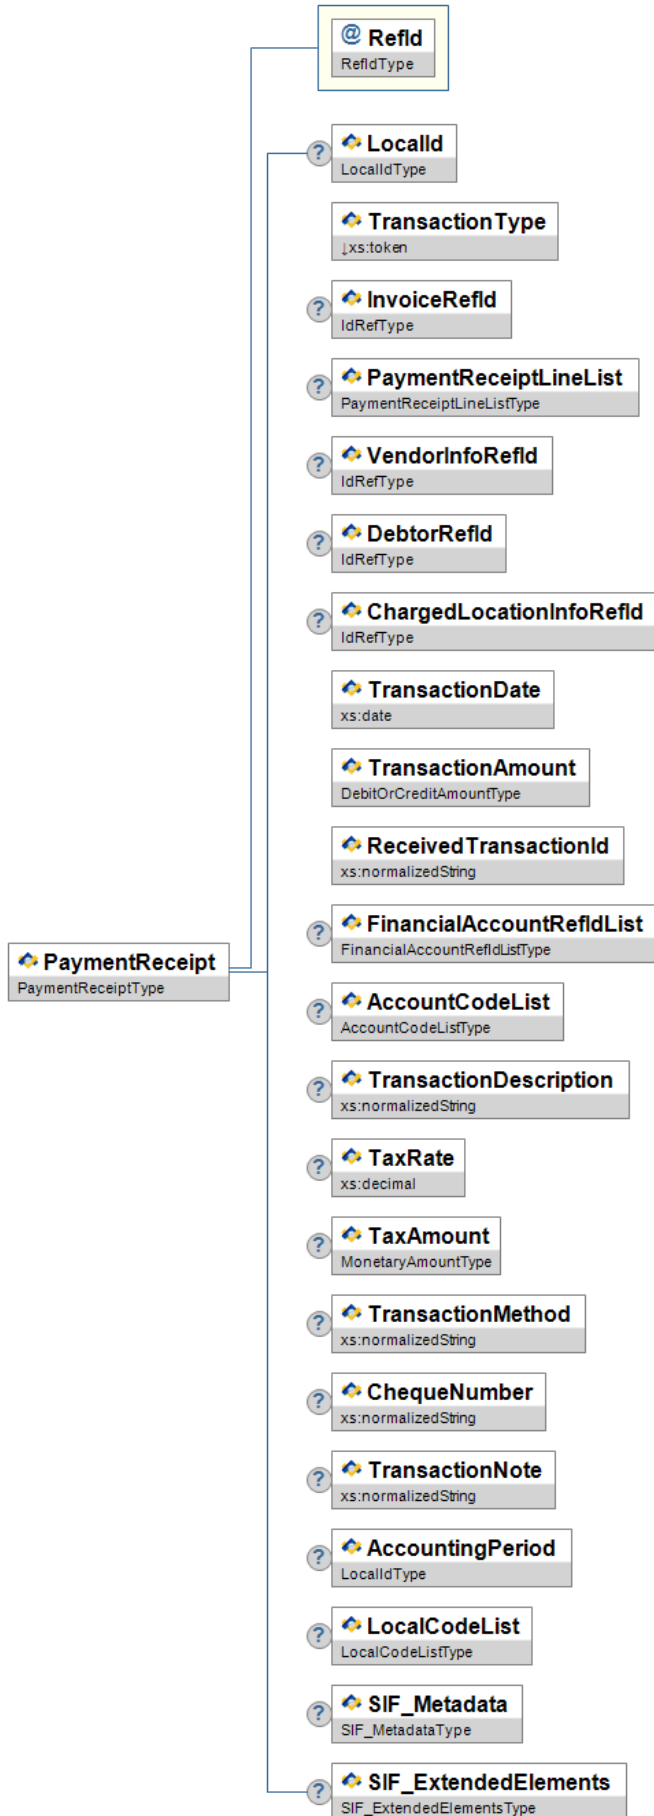 @ RefId
RefIdType
? LocalId
LocalIdType
TransactionType
↓xs:token
? InvoiceRefId
IdRefType
? PaymentReceiptLineList
PaymentReceiptLineListType
? VendorInfoRefId
IdRefType
? DebtorRefId
IdRefType
? ChargedLocationInfoRefId
IdRefType
TransactionDate
xs:date
TransactionAmount
DebitOrCreditAmountType
ReceivedTransactionId
xs:normalizedString
? FinancialAccountRefIdList
FinancialAccountRefIdListType
PaymentReceipt
PaymentReceiptType
? AccountCodeList
AccountCodeListType
? TransactionDescription
xs:normalizedString
? TaxRate
xs:decimal
? TaxAmount
MonetaryAmountType
? TransactionMethod
xs:normalizedString
? ChequeNumber
xs:normalizedString
? TransactionNote
xs:normalizedString
? AccountingPeriod
LocalIdType
? LocalCodeList
LocalCodeListType
? SIF_Metadata
SIF_MetadataType
? SIF_ExtendedElements
SIF_ExtendedElementsType